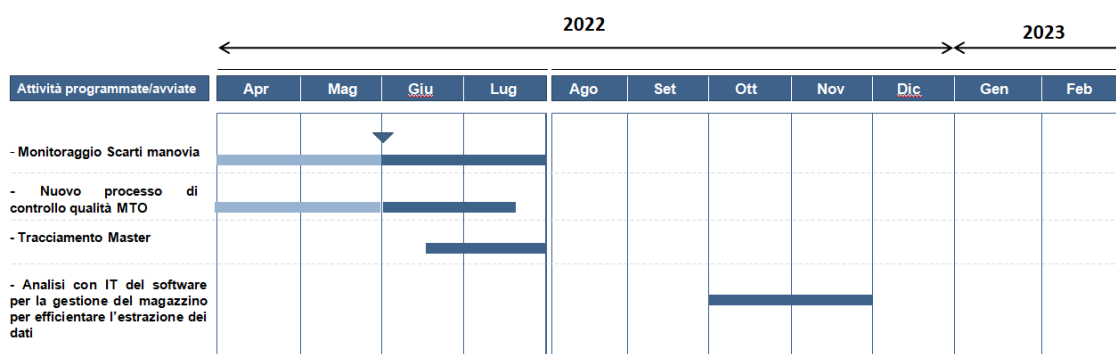 2022
2023
Attività programmate/avviate
Apr
Mag
Giu
Lug
Ago
Set
Ott
Nov
Dic
Gen
Feb
- Monitoraggio Scarti manovia
- Nuovo processo di
controllo qualità MTO
- Tracciamento Master
- Analisi con IT del software
per la gestione del magazzino
per efficientare l'estrazione dei
dati